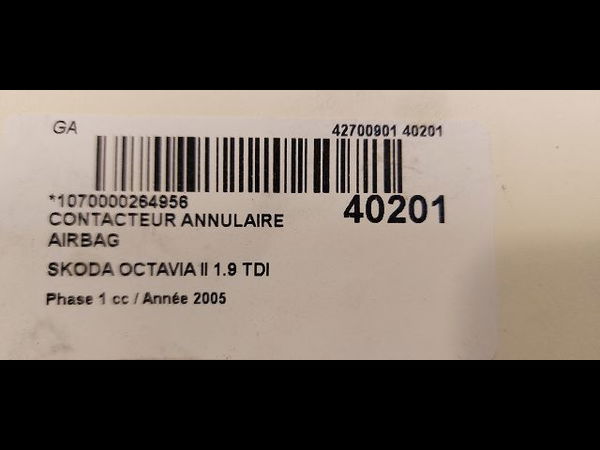 GA
42700901 40201
*1070000264956
40201
CONTACTEUR ANNULAIRE
AIRBAG
SKODA OCTAVIA II 1.9 TDI
Phase 1 cc / Année 2005